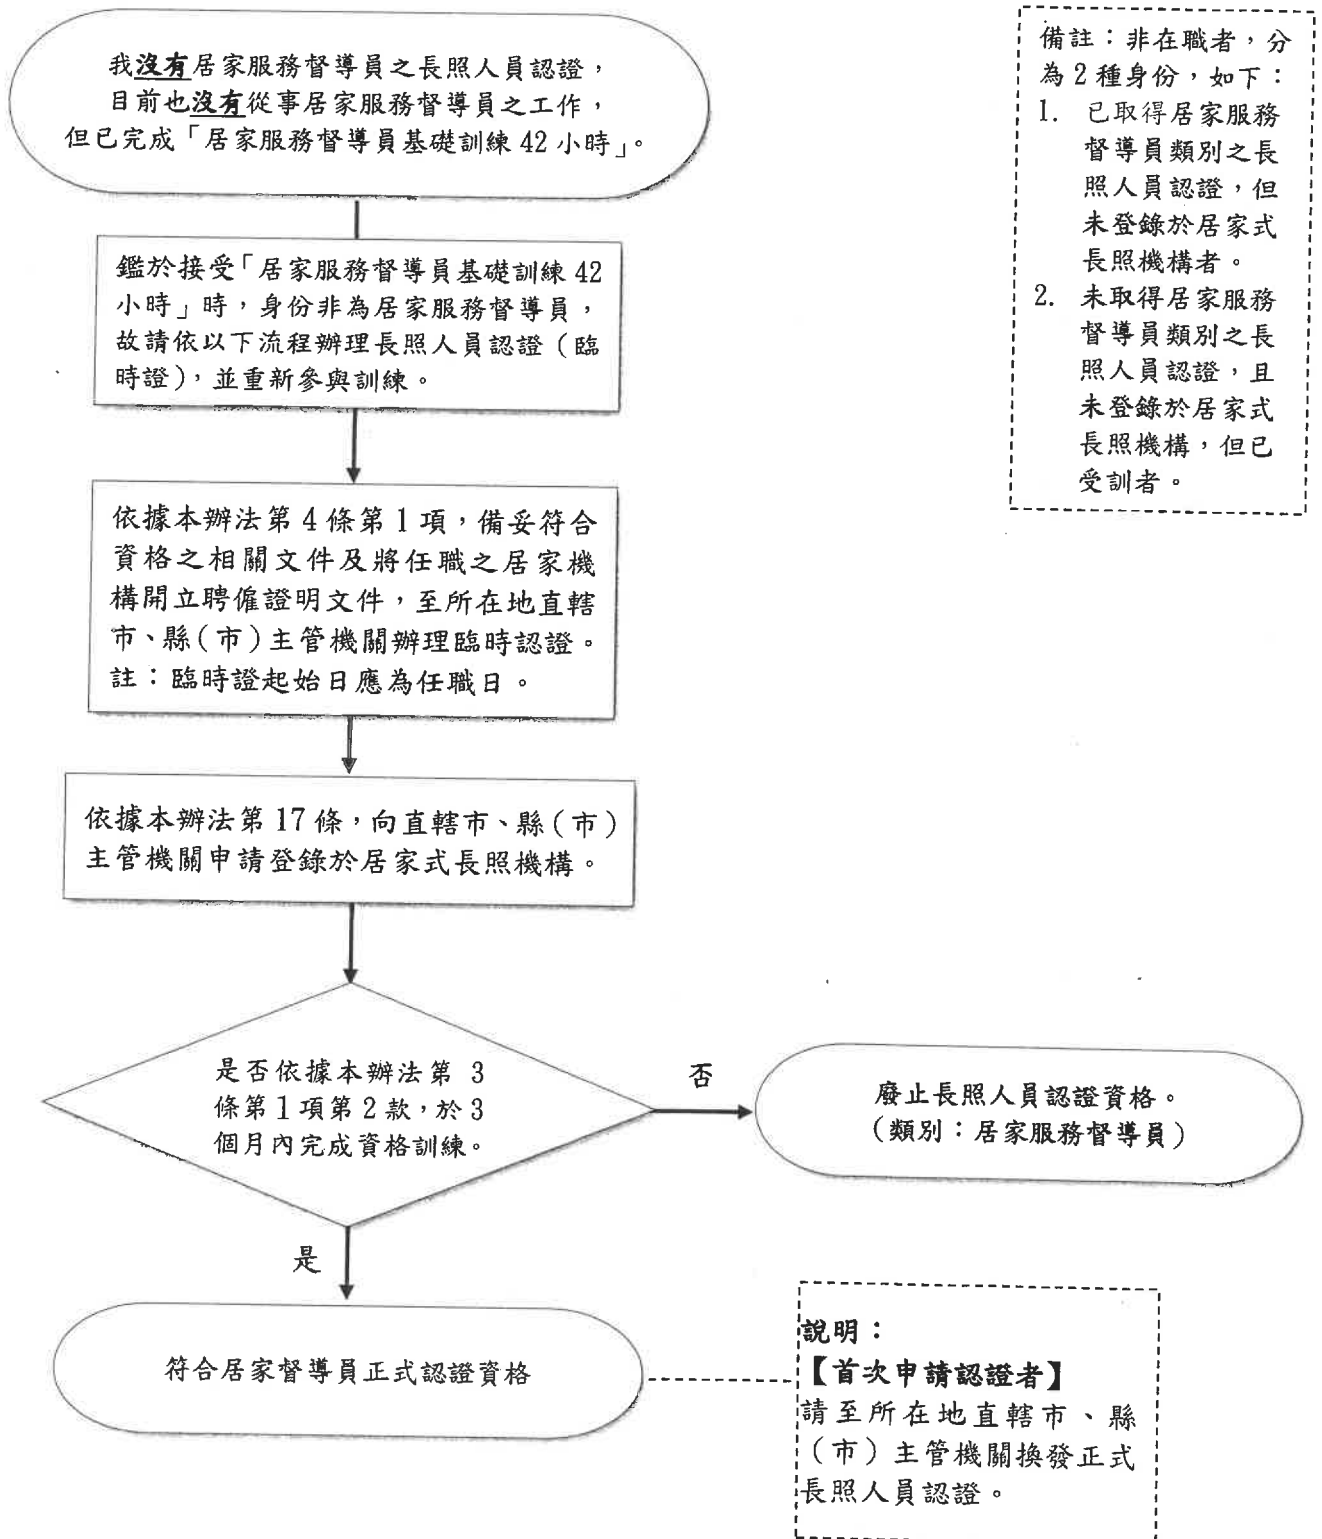 我沒有居家服務督導員之長照人員認證，
目前也沒有從事居家服務督導員之工作，
但已完成「居家服務督導員基礎訓練 42 小時」。
鑑於接受「居家服務督導員基礎訓練 42
小時」時，身份非為居家服務督導員，
故請依以下流程辦理長照人員認證（臨
時證），並重新參與訓練。
依據本辦法第 4 條第 1 項，備妥符合
資格之相關文件及將任職之居家機
構開立聘僱證明文件，至所在地直轄
市、縣（市）主管機關辦理臨時認證。
註：臨時證起始日應為任職日。
依據本辦法第 17 條，向直轄市、縣（市）
主管機關申請登錄於居家式長照機構。
是否依據本辦法第 3
條第 1 項第 2 款，於 3
個月內完成資格訓練。
否
廢止長照人員認證資格。
（類別：居家服務督導員）
是
符合居家督導員正式認證資格
說明：
【首次申請認證者】
請至所在地直轄市、縣
（市）主管機關換發正式
長照人員認證。
備註：非在職者，分
為 2 種身份，如下：
1. 已取得居家服務
督導員類別之長
照人員認證，但
未登錄於居家式
長照機構者。
2. 未取得居家服務
督導員類別之長
照人員認證，且
未登錄於居家式
長照機構，但已
受訓者。